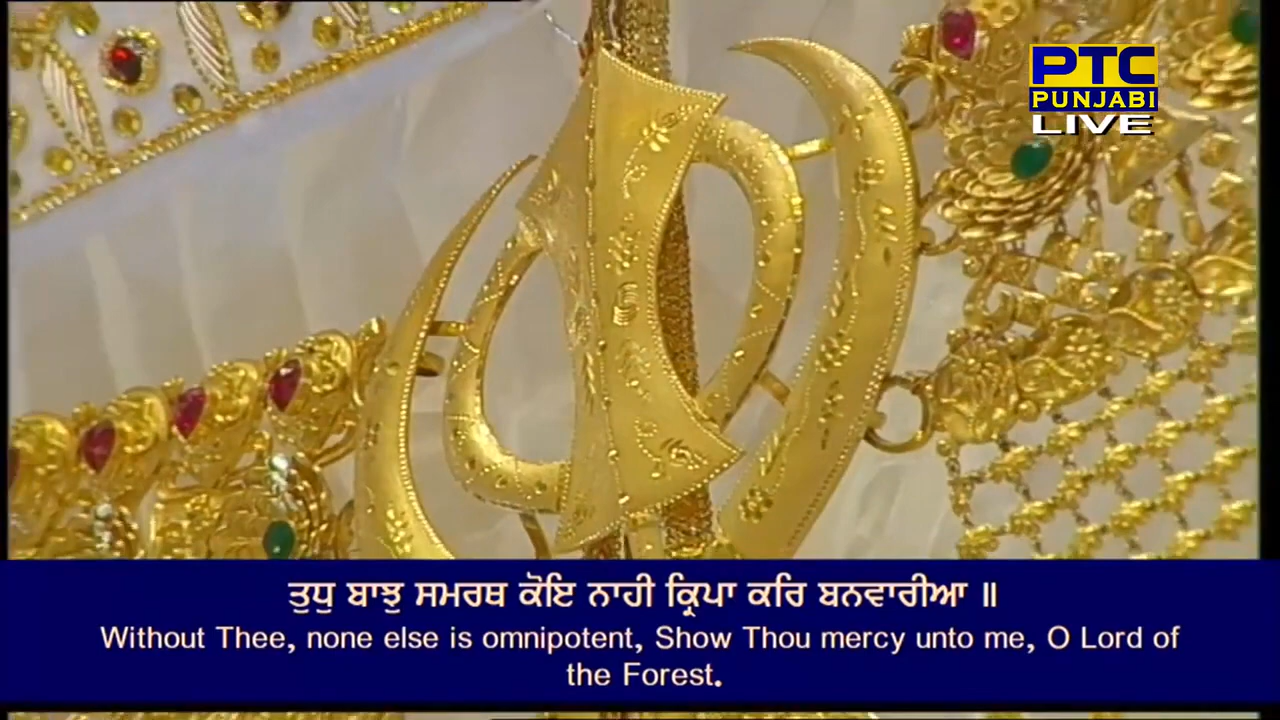 PTC
PUNJABI
LIVE
ਤੁਧੁ ਬਾਝੁ ਸਮਰਥ ਕੋਇ ਨਾਹੀ ਕ੍ਰਿਪਾ ਕਰਿ ਬਨਵਾਰੀਆ ॥
Without Thee, none else is omnipotent, Show Thou mercy unto me, O Lord of
the Forest.